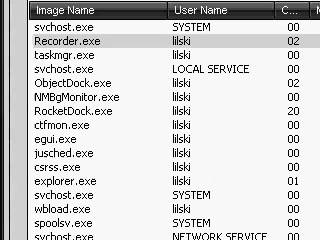 Image Name User Name C...
svchost.exe SYSTEM 00
Recorder.exe lilski 02
taskmgr.exe lilski 00
svchost.exe LOCAL SERVICE 00
ObjectDock.exe lilski 02
NMBgMonitor.exe lilski 00
RocketDock.exe lilski 20
ctfmon.exe lilski 00
egui.exe lilski 00
jusched.exe lilski 00
csrss.exe lilski 00
explorer.exe lilski 01
svchost.exe SYSTEM 00
wbload.exe lilski 00
spoolsv.exe SYSTEM 00
svchost.exe NETWORK SERVICE 00